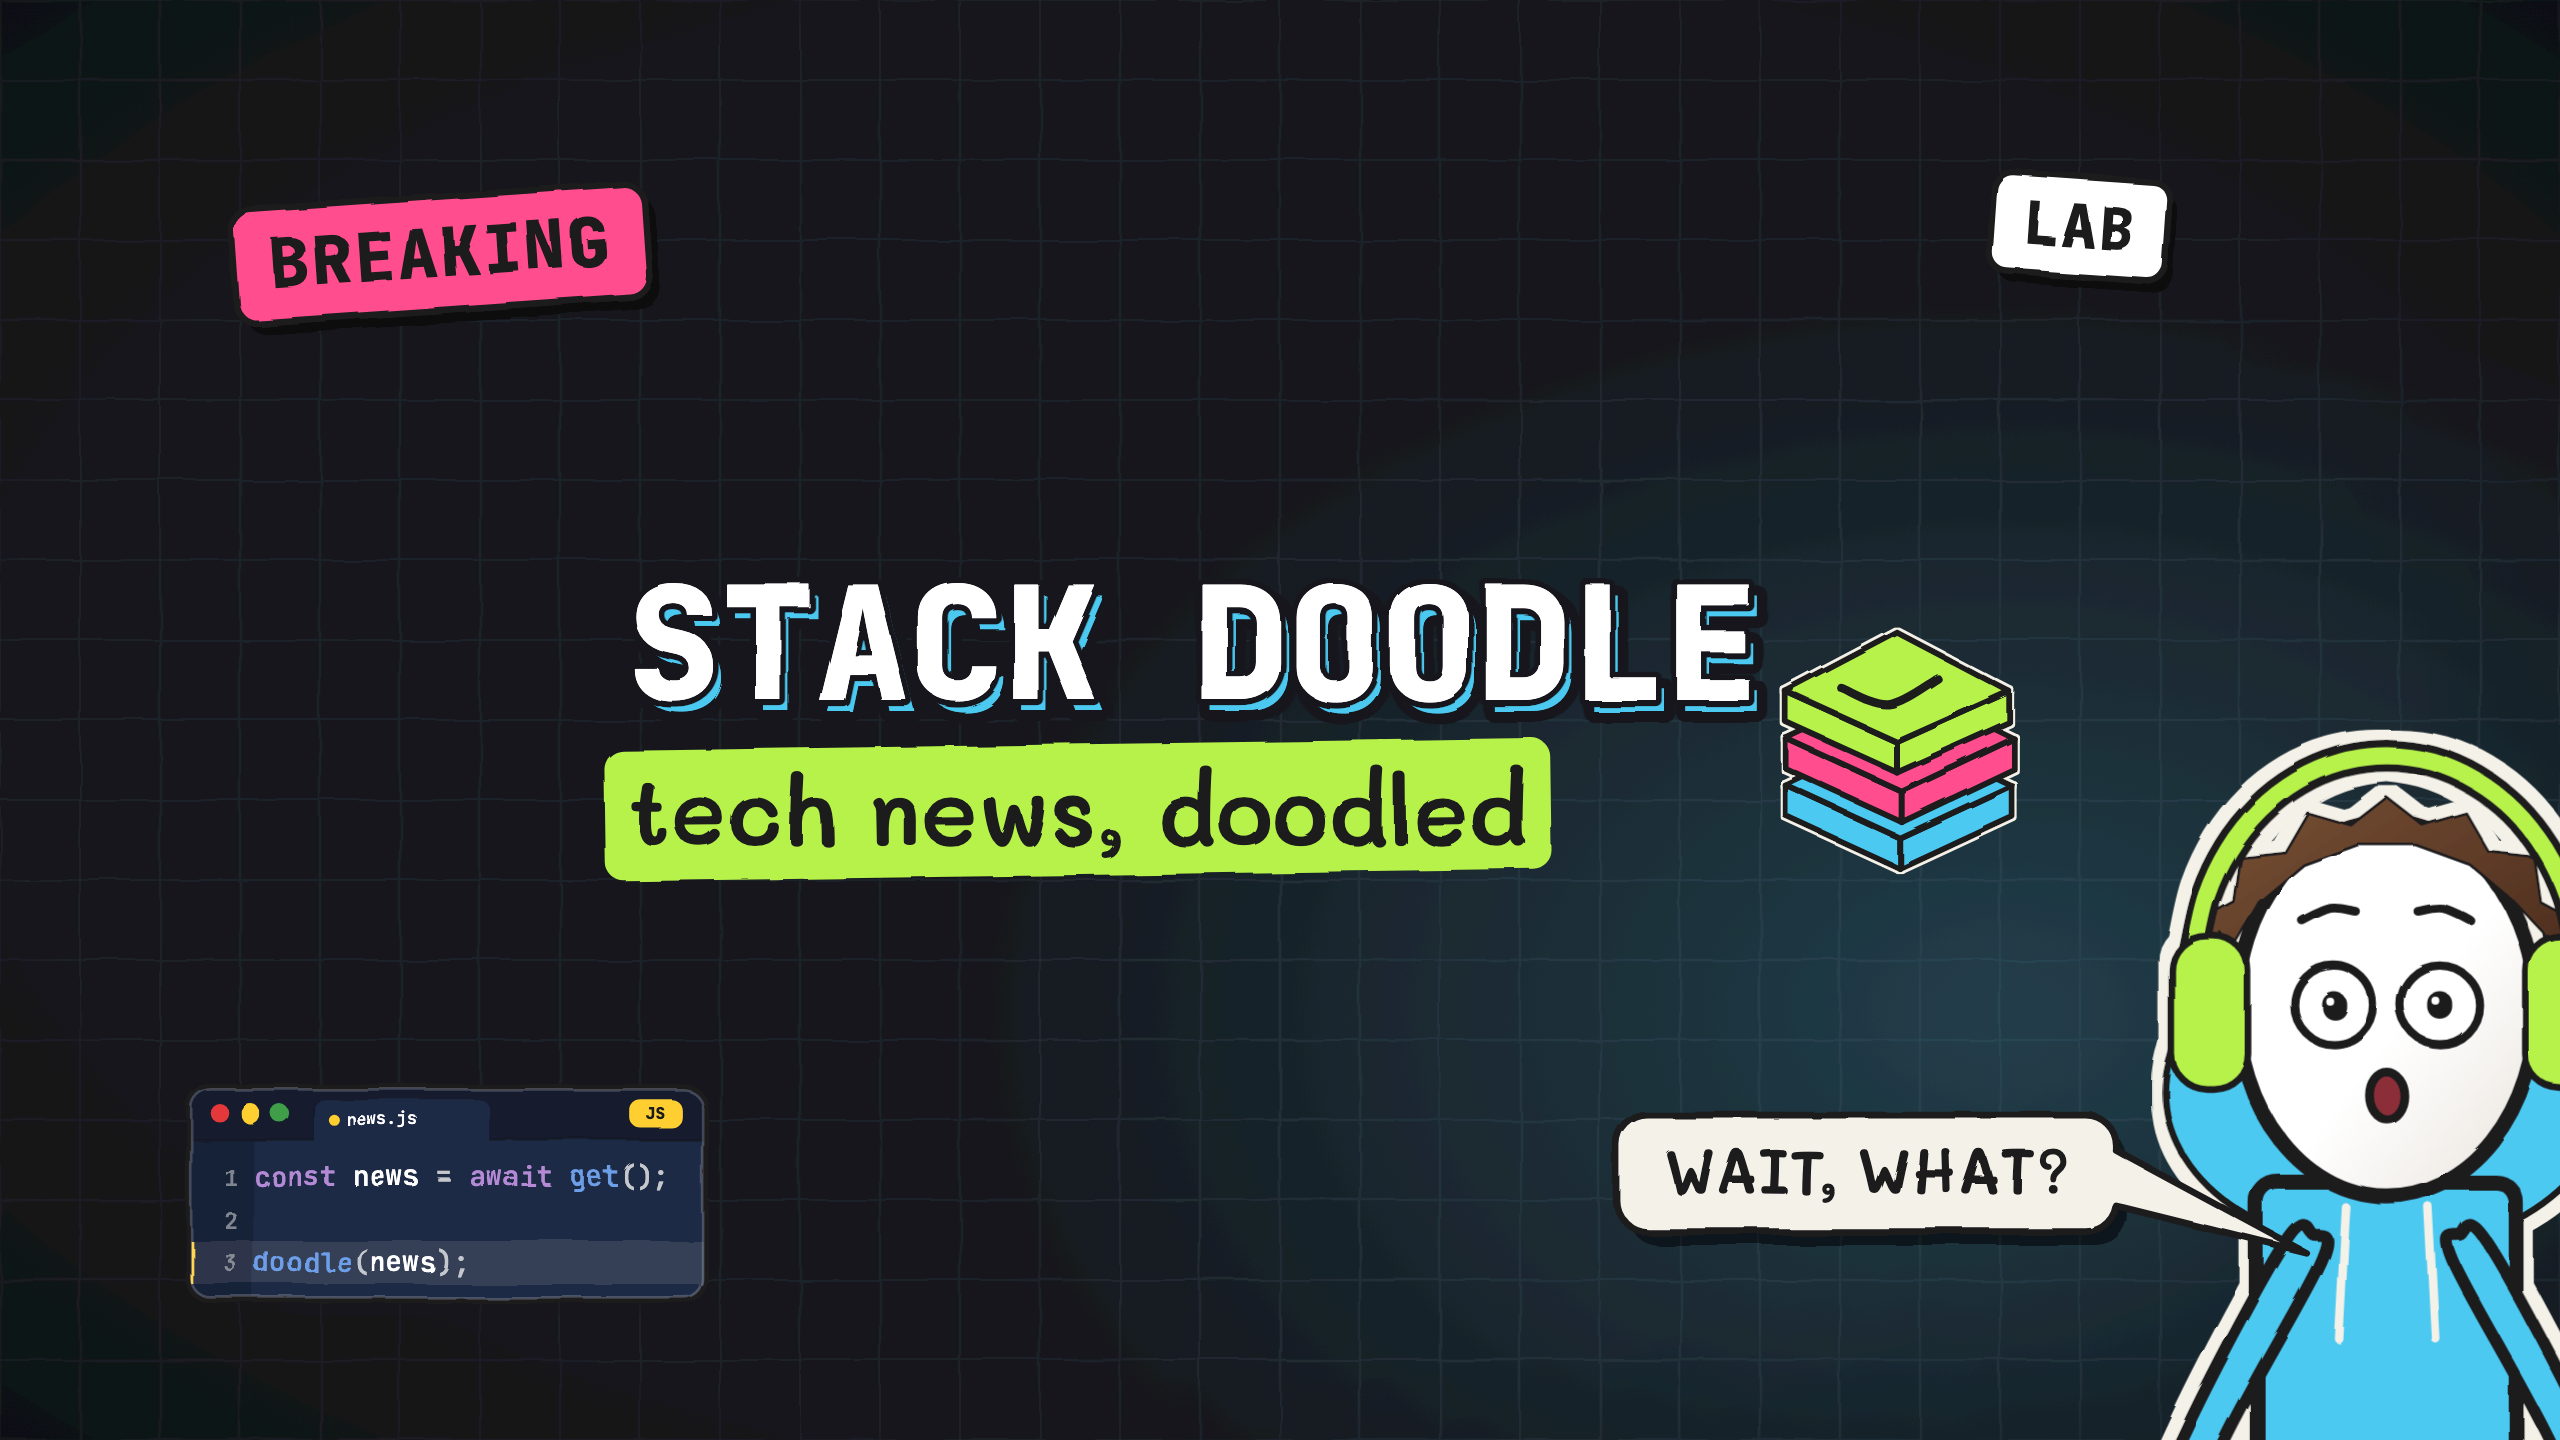 BREAKING
LAB
STACK DOODLE
tech news, doodled
news.js
JS
1 const news = await get();
2
3 doodle(news);
WAIT, WHAT?